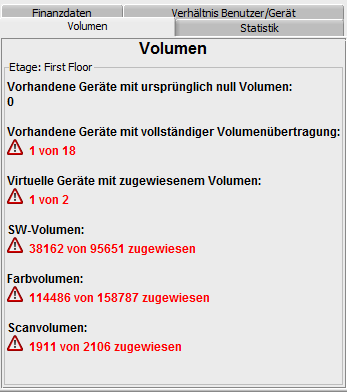 Finanzdaten
Verhältnis Benutzer/Gerät
Volumen
Statistik
Volumen
Etage: First Floor
Vorhandene Geräte mit ursprünglich null Volumen:
0
Vorhandene Geräte mit vollständiger Volumenübertragung:
1 von 18
Virtuelle Geräte mit zugewiesenem Volumen:
1 von 2
SW-Volumen:
38162 von 95651 zugewiesen
Farbvolumen:
114486 von 158787 zugewiesen
Scanvolumen:
1911 von 2106 zugewiesen